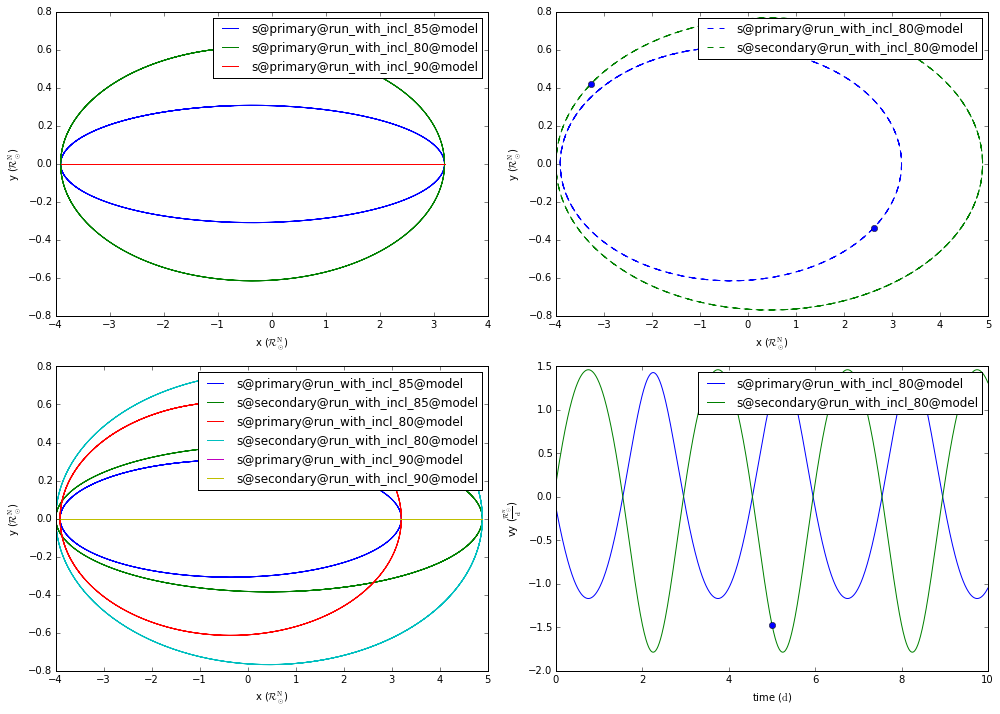 0.8
0.6
0.4
0.2
0.0
−0.2
−0.4
−0.6
−0.8
y (ℛ☉ᴺ)
s@primary@run_with_incl_85@model
s@primary@run_with_incl_80@model
s@primary@run_with_incl_90@model
−4 −3 −2 −1 0 1 2 3 4
x (ℛ☉ᴺ)
0.8
0.6
0.4
0.2
0.0
−0.2
−0.4
−0.6
−0.8
y (ℛ☉ᴺ)
s@primary@run_with_incl_80@model
s@secondary@run_with_incl_80@model
−4 −3 −2 −1 0 1 2 3 4 5
x (ℛ☉ᴺ)
0.8
0.6
0.4
0.2
0.0
−0.2
−0.4
−0.6
−0.8
y (ℛ☉ᴺ)
s@primary@run_with_incl_85@model
s@secondary@run_with_incl_85@model
s@primary@run_with_incl_80@model
s@secondary@run_with_incl_80@model
s@primary@run_with_incl_90@model
s@secondary@run_with_incl_90@model
−4 −3 −2 −1 0 1 2 3 4 5
x (ℛ☉ᴺ)
1.5
1.0
0.5
0.0
−0.5
−1.0
−1.5
−2.0
vy (ℛ☉ᴺ/d)
s@primary@run_with_incl_80@model
s@secondary@run_with_incl_80@model
0 2 4 6 8 10
time (d)